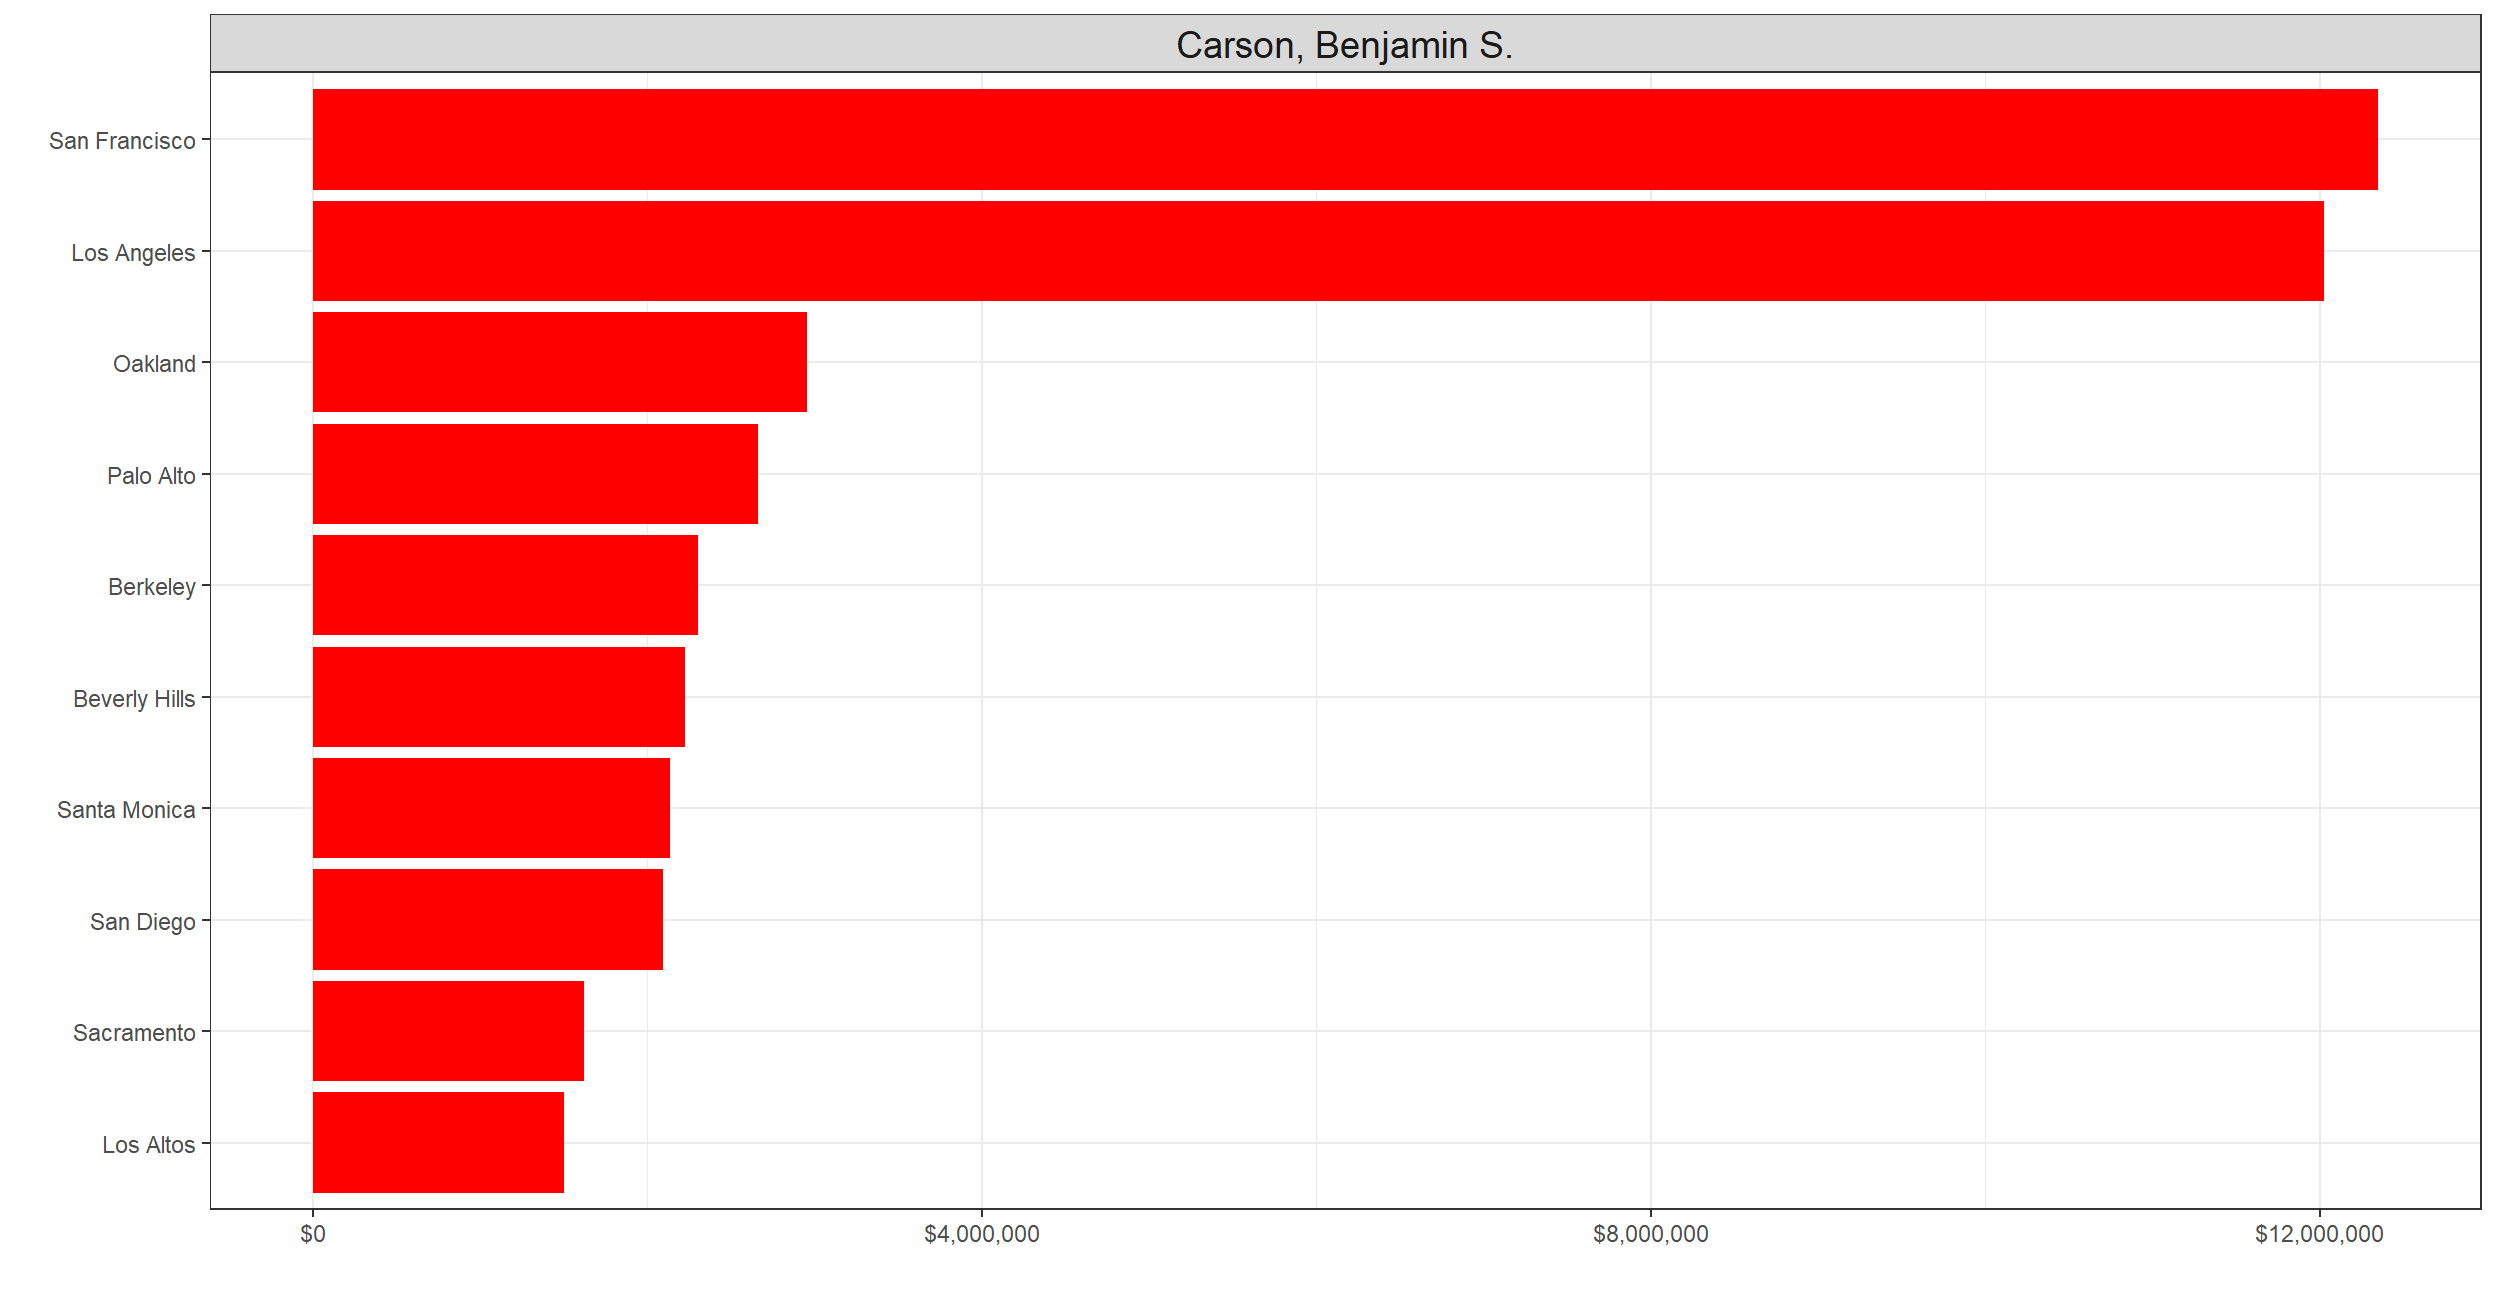 Carson, Benjamin S.
San Francisco
Los Angeles
Oakland
Palo Alto
Berkeley
Beverly Hills
Santa Monica
San Diego
Sacramento
Los Altos
$0 $4,000,000 $8,000,000 $12,000,000